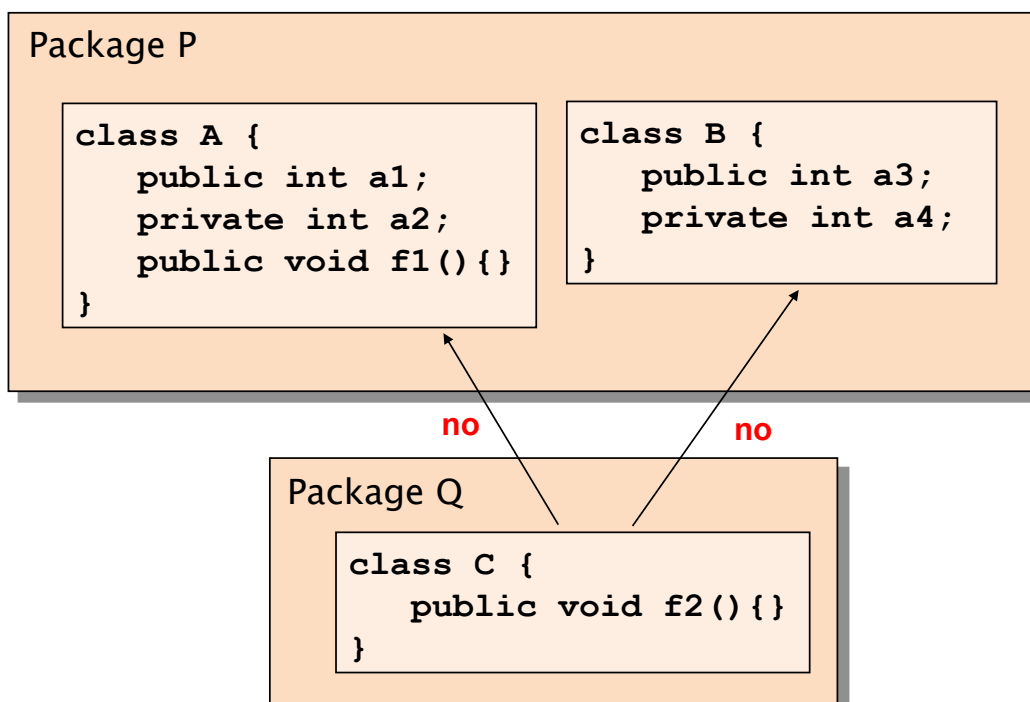 Package P
class A {
public int a1;
private int a2;
public void f1(){}
}
class B {
public int a3;
private int a4;
}
no
no
Package Q
class C {
public void f2(){}
}